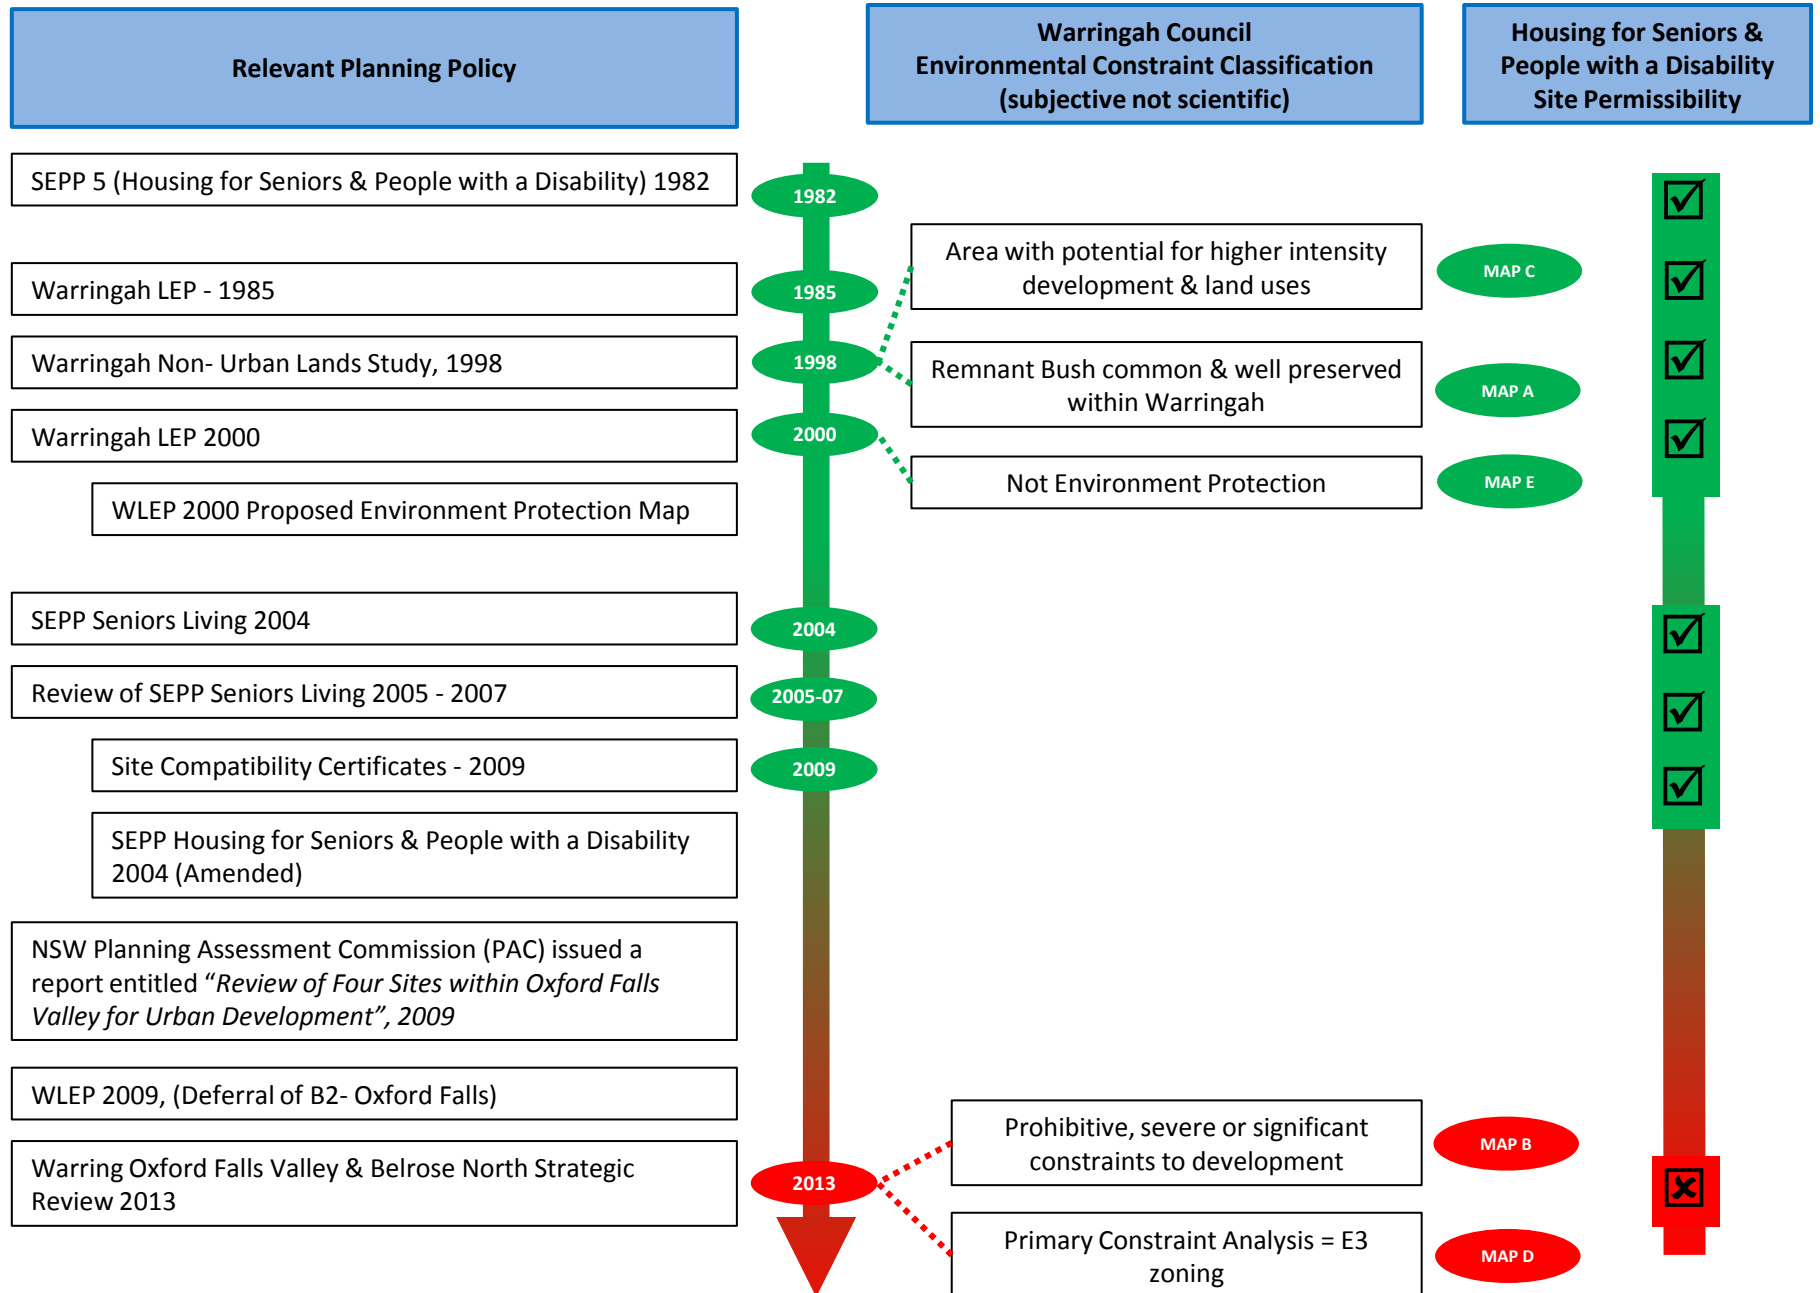 Relevant Planning Policy
Warringah Council
Environmental Constraint Classification
(subjective not scientific)
Housing for Seniors &
People with a Disability
Site Permissibility
SEPP 5 (Housing for Seniors & People with a Disability) 1982
1982
Warringah LEP - 1985
1985
Area with potential for higher intensity
development & land uses
MAP C
Warringah Non- Urban Lands Study, 1998
1998
Remnant Bush common & well preserved
within Warringah
MAP A
Warringah LEP 2000
2000
Not Environment Protection
MAP E
WLEP 2000 Proposed Environment Protection Map
SEPP Seniors Living 2004
2004
Review of SEPP Seniors Living 2005 - 2007
2005-07
Site Compatibility Certificates - 2009
2009
SEPP Housing for Seniors & People with a Disability
2004 (Amended)
NSW Planning Assessment Commission (PAC) issued a
report entitled “Review of Four Sites within Oxford Falls
Valley for Urban Development”, 2009
WLEP 2009, (Deferral of B2- Oxford Falls)
Warring Oxford Falls Valley & Belrose North Strategic
Review 2013
2013
Prohibitive, severe or significant
constraints to development
MAP B
Primary Constraint Analysis = E3
zoning
MAP D